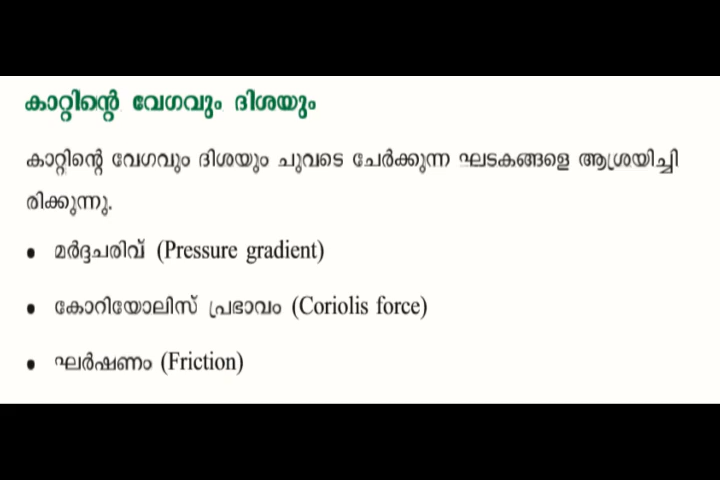 കാറ്റിന്റെ വേഗവും ദിശയും
കാറ്റിന്റെ വേഗവും ദിശയും ചുവടെ ചേർക്കുന്ന ഘടകങ്ങളെ ആശ്രയിച്ചി
രിക്കുന്നു.
• മർദ്ദചരിവ് (Pressure gradient)
• കോറിയോലിസ് പ്രഭാവം (Coriolis force)
• ഘർഷണം (Friction)